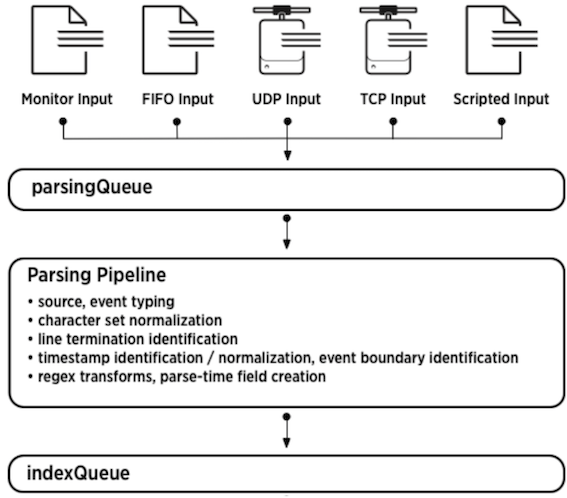 Monitor Input
FIFO Input
UDP Input
TCP Input
Scripted Input
parsingQueue
Parsing Pipeline
• source, event typing
• character set normalization
• line termination identification
• timestamp identification / normalization, event boundary identification
• regex transforms, parse-time field creation
indexQueue